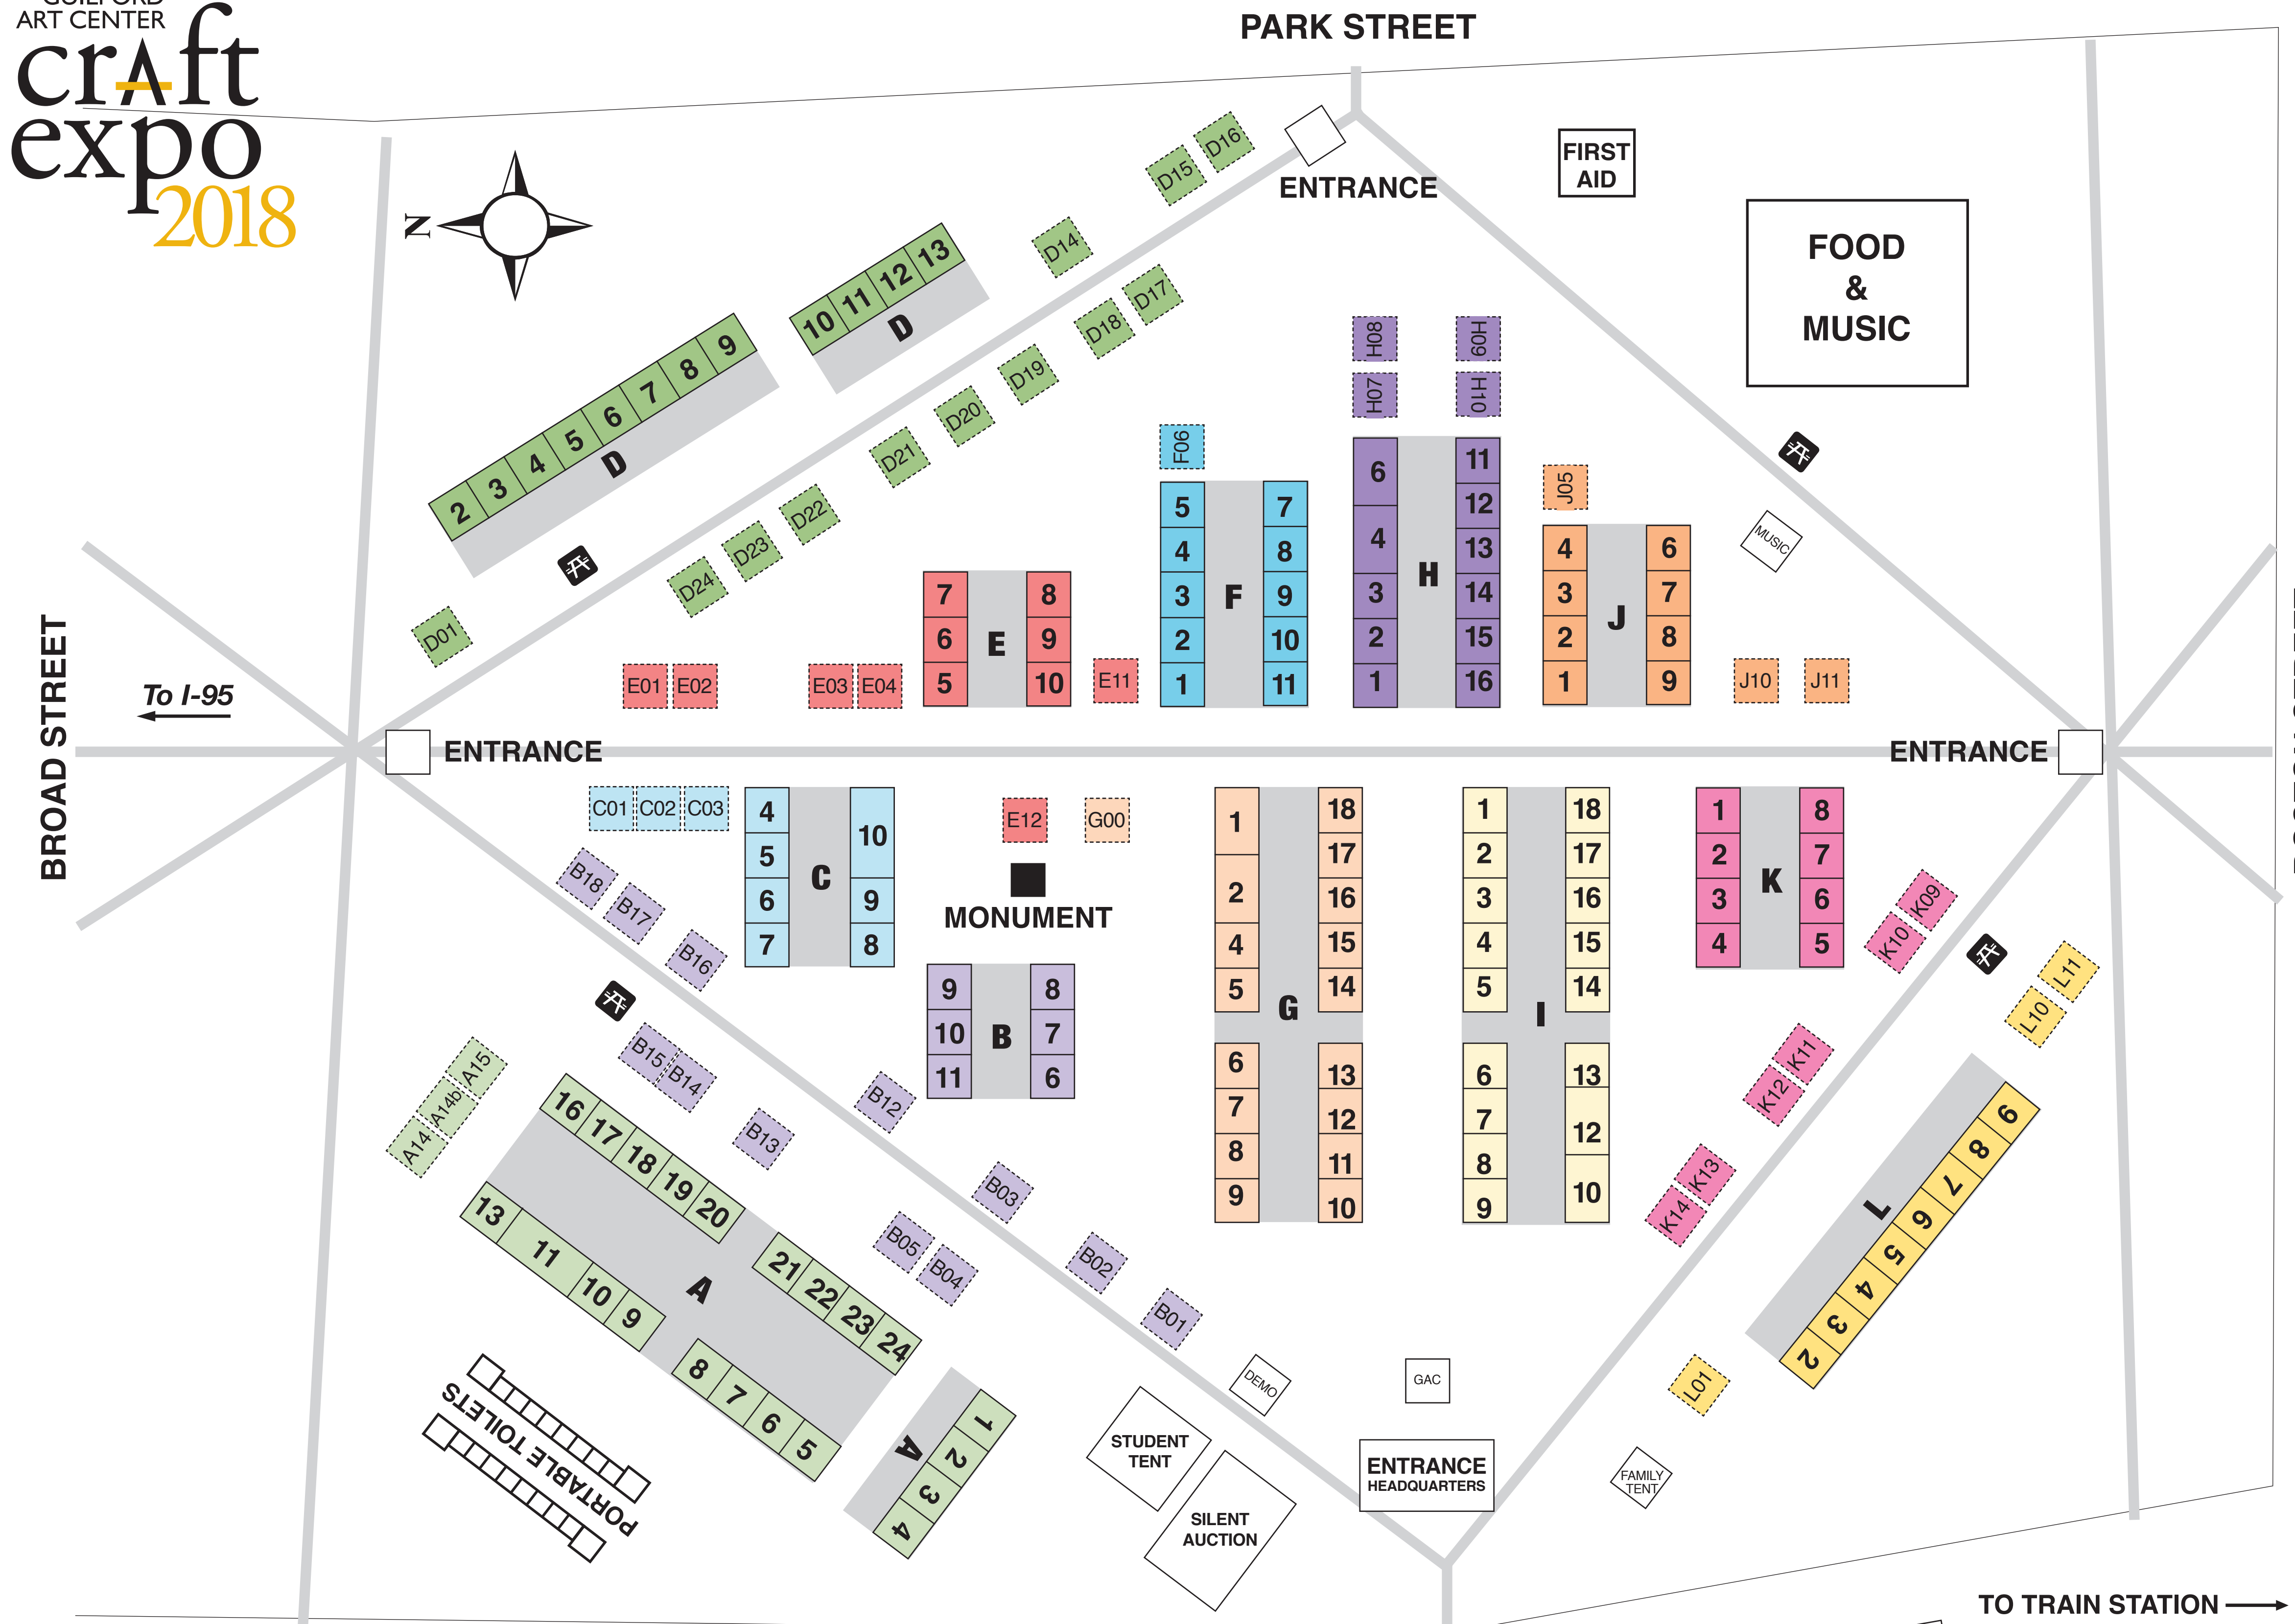 GUILFORD
ART CENTER
crAft
expo
2018
PARK STREET
N
ENTRANCE
FIRST
AID
FOOD
&
MUSIC
D15 D16
D14
D17
D18
D19
D20
D21
D22
D23
D24
D01
10 11 12 13
D
2 3 4 5 6 7 8 9
D
H08 H09
H07 H10
F06
J05
MUSIC
5 7
4 8
3 F 9
2 10
1 11
6 11
12
4 13
H
3 14
2 15
1 16
4 6
3 7
J
2 8
1 9
7 8
6 E 9
5 10
E01 E02 E03 E04
E11
J10 J11
BROAD STREET
To I-95
ENTRANCE
ENTRANCE
C01 C02 C03
4 10
5
C
6 9
7 8
E12 G00
MONUMENT
B18
B17
B16
B15
B14
B13
B12
9 8
10 B 7
11 6
1 18
17
2 16
4 15
5 14
G
6 13
7 12
8 11
9 10
1 18
2 17
3 16
4 15
5 14
I
6 13
7 12
8
9 10
1 8
2 7
K
3 6
4 5
K09
K10
K11
K12
K13
K14
L11
L10
9
8
7
6
5
4
3
2
L
L01
A15
A14b
A14
16 17 18 19 20
21 22 23 24
A
13 11 10 9
8 7 6 5
A
1
2
3
4
B03
B05
B04
B02
B01
PORTABLE TOILETS
DEMO
GAC
STUDENT
TENT
SILENT
AUCTION
ENTRANCE
HEADQUARTERS
FAMILY
TENT
TO TRAIN STATION